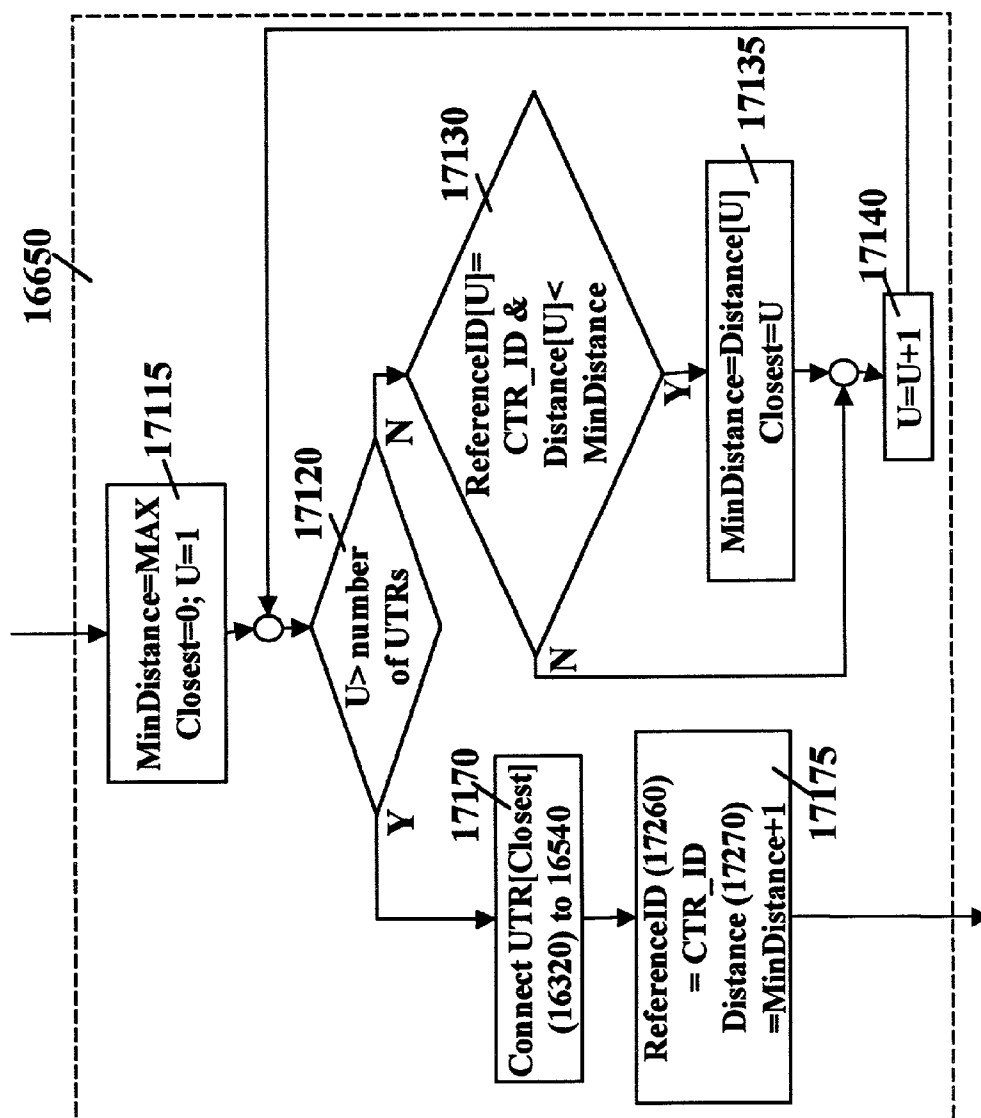 16650
MinDistance=MAX
Closest=0; U=1
17115
U> number
of UTRs
17120
N
Y
ReferenceID[U]=
CTR_ID &
Distance[U]<
MinDistance
17130
N
Y
MinDistance=Distance[U]
Closest=U
17135
U=U+1
17140
Connect UTR[Closest]
(16320) to 16540
17170
ReferenceID (17260)
= CTR_ID
Distance (17270)
=MinDistance+1
17175